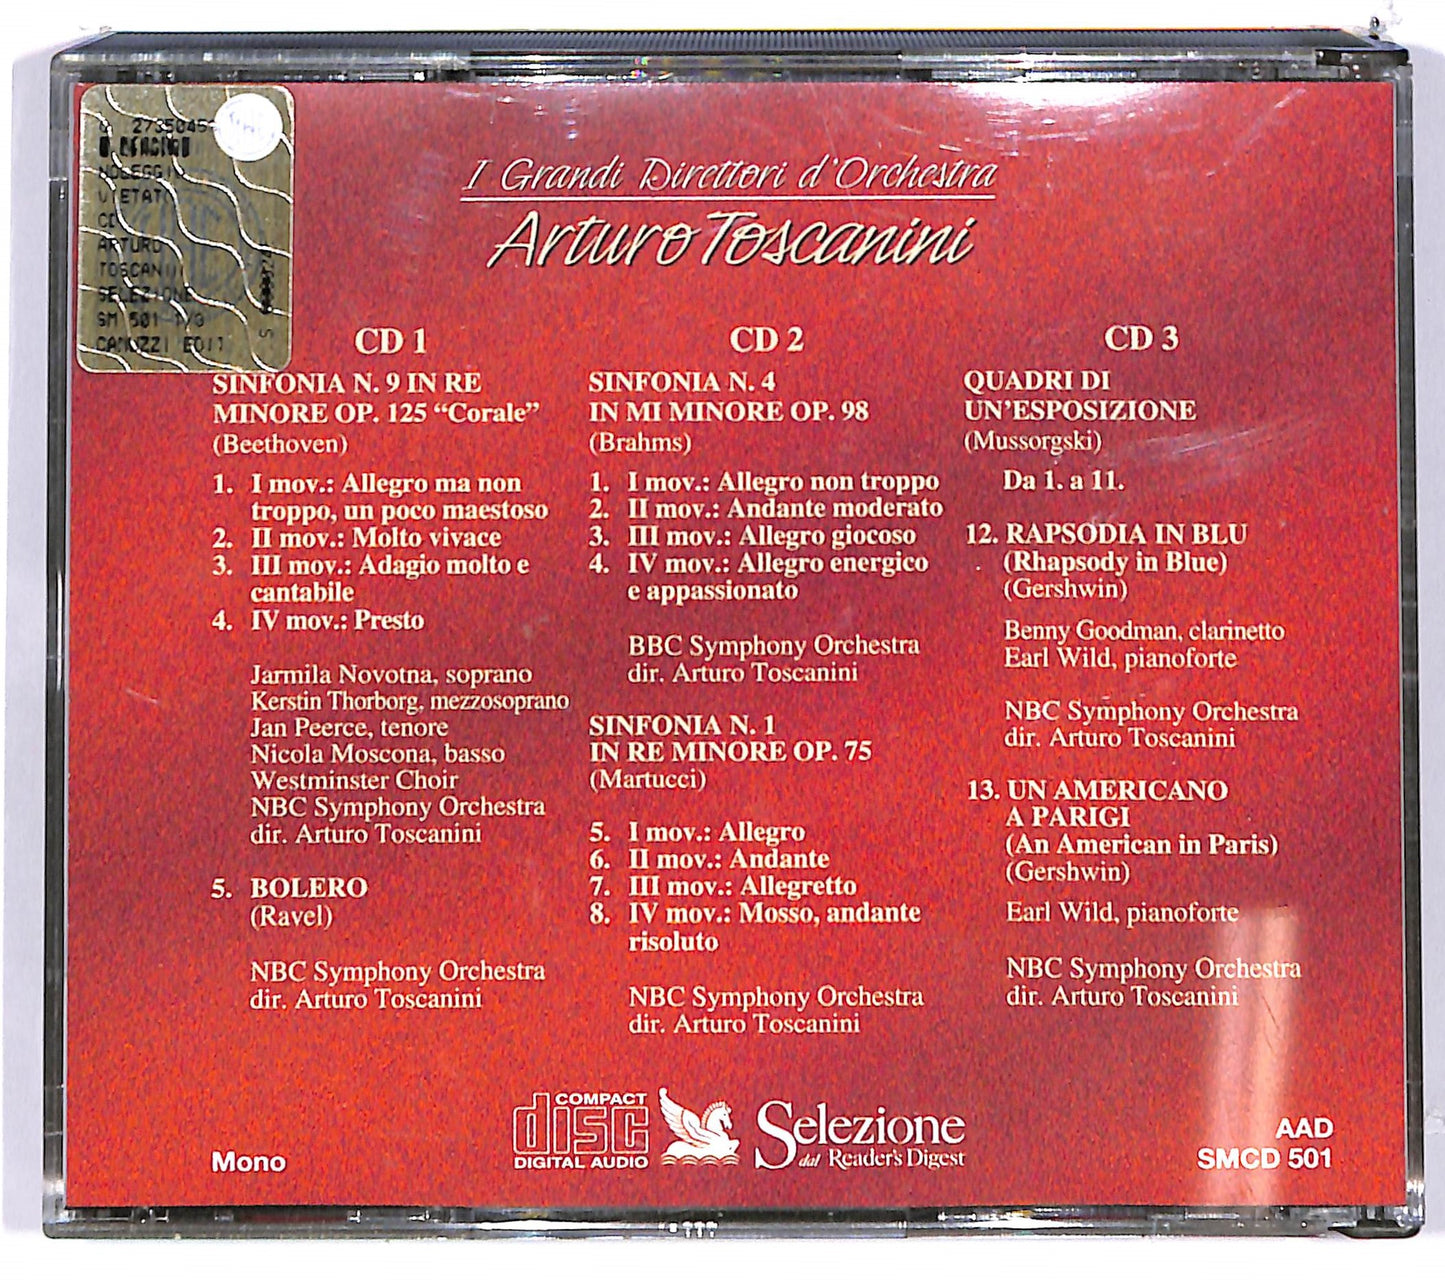 NOLEGGIO
VIETATO
CD
ARTURO
TOSCANINI
SELEZIONE
I Grandi Direttori d'Orchestra
Arturo Toscanini
CD 1
SINFONIA N. 9 IN RE
MINORE OP. 125 “Corale”
(Beethoven)
1. I mov.: Allegro ma non
troppo, un poco maestoso
2. II mov.: Molto vivace
3. III mov.: Adagio molto e
cantabile
4. IV mov.: Presto
Jarmila Novotna, soprano
Kerstin Thorborg, mezzosoprano
Jan Peerce, tenore
Nicola Moscona, basso
Westminster Choir
NBC Symphony Orchestra
dir. Arturo Toscanini
5. BOLERO
(Ravel)
NBC Symphony Orchestra
dir. Arturo Toscanini
CD 2
SINFONIA N. 4
IN MI MINORE OP. 98
(Brahms)
1. I mov.: Allegro non troppo
2. II mov.: Andante moderato
3. III mov.: Allegro giocoso
4. IV mov.: Allegro energico
e appassionato
BBC Symphony Orchestra
dir. Arturo Toscanini
SINFONIA N. 1
IN RE MINORE OP. 75
(Martucci)
5. I mov.: Allegro
6. II mov.: Andante
7. III mov.: Allegretto
8. IV mov.: Mosso, andante
risoluto
NBC Symphony Orchestra
dir. Arturo Toscanini
CD 3
QUADRI DI
UN'ESPOSIZIONE
(Mussorgski)
Da 1. a 11.
12. RAPSODIA IN BLU
(Rhapsody in Blue)
(Gershwin)
Benny Goodman, clarinetto
Earl Wild, pianoforte
NBC Symphony Orchestra
dir. Arturo Toscanini
13. UN AMERICANO
A PARIGI
(An American in Paris)
(Gershwin)
Earl Wild, pianoforte
NBC Symphony Orchestra
dir. Arturo Toscanini
Mono
COMPACT
disc
DIGITAL AUDIO
Selezione
dal Reader's Digest
AAD
SMCD 501